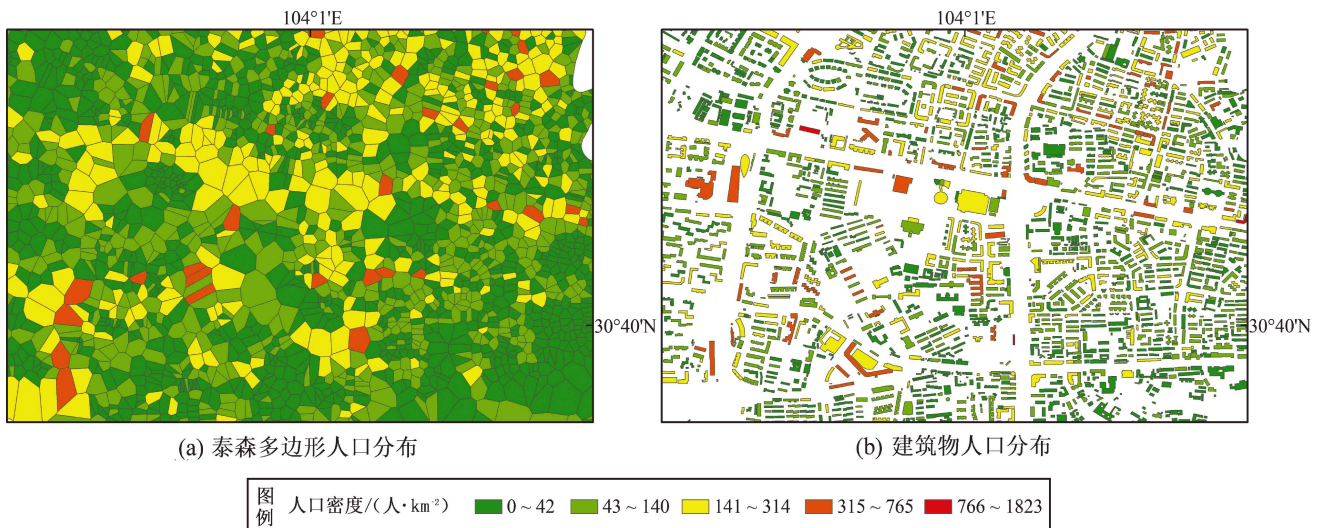 104°1′E
104°1′E
30°40′N
30°40′N
(a) 泰森多边形人口分布
(b) 建筑物人口分布
图例
人口密度/(人·km⁻²)
0 ~ 42
43 ~ 140
141 ~ 314
315 ~ 765
766 ~ 1823